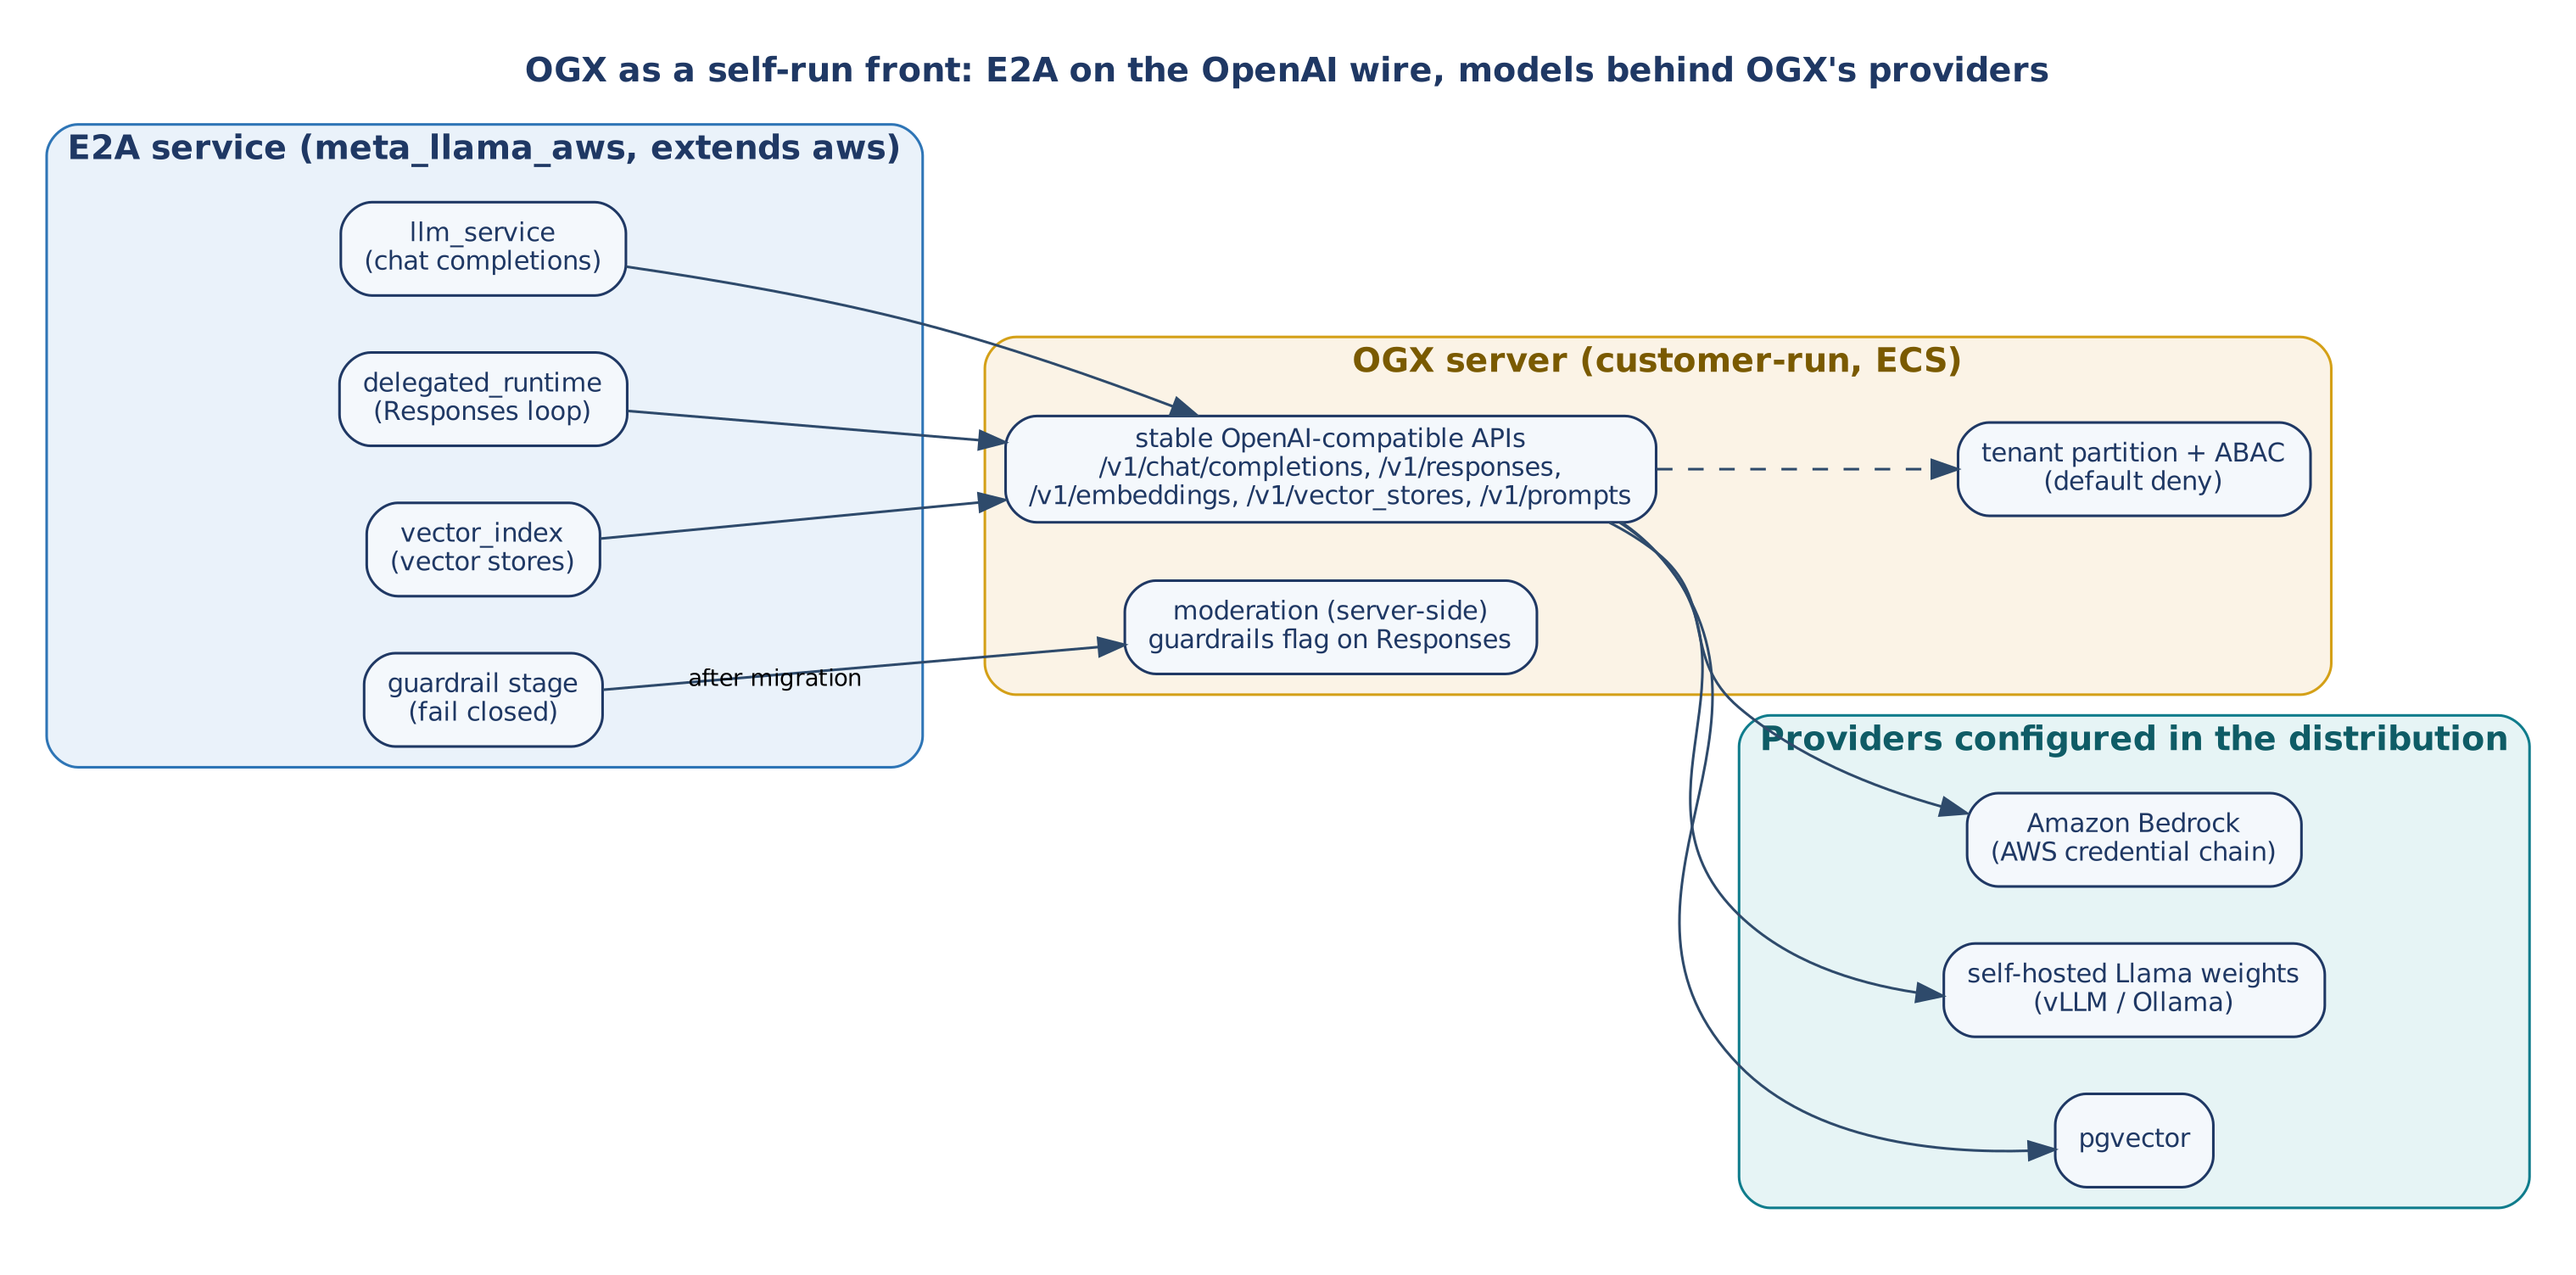 OGX as a self-run front: E2A on the OpenAI wire, models behind OGX's providers
E2A service (meta_llama_aws, extends aws)
llm_service
(chat completions)
delegated_runtime
(Responses loop)
vector_index
(vector stores)
guardrail stage
(fail closed)
after migration
OGX server (customer-run, ECS)
stable OpenAI-compatible APIs
/v1/chat/completions, /v1/responses,
/v1/embeddings, /v1/vector_stores, /v1/prompts
tenant partition + ABAC
(default deny)
moderation (server-side)
guardrails flag on Responses
Providers configured in the distribution
Amazon Bedrock
(AWS credential chain)
self-hosted Llama weights
(vLLM / Ollama)
pgvector